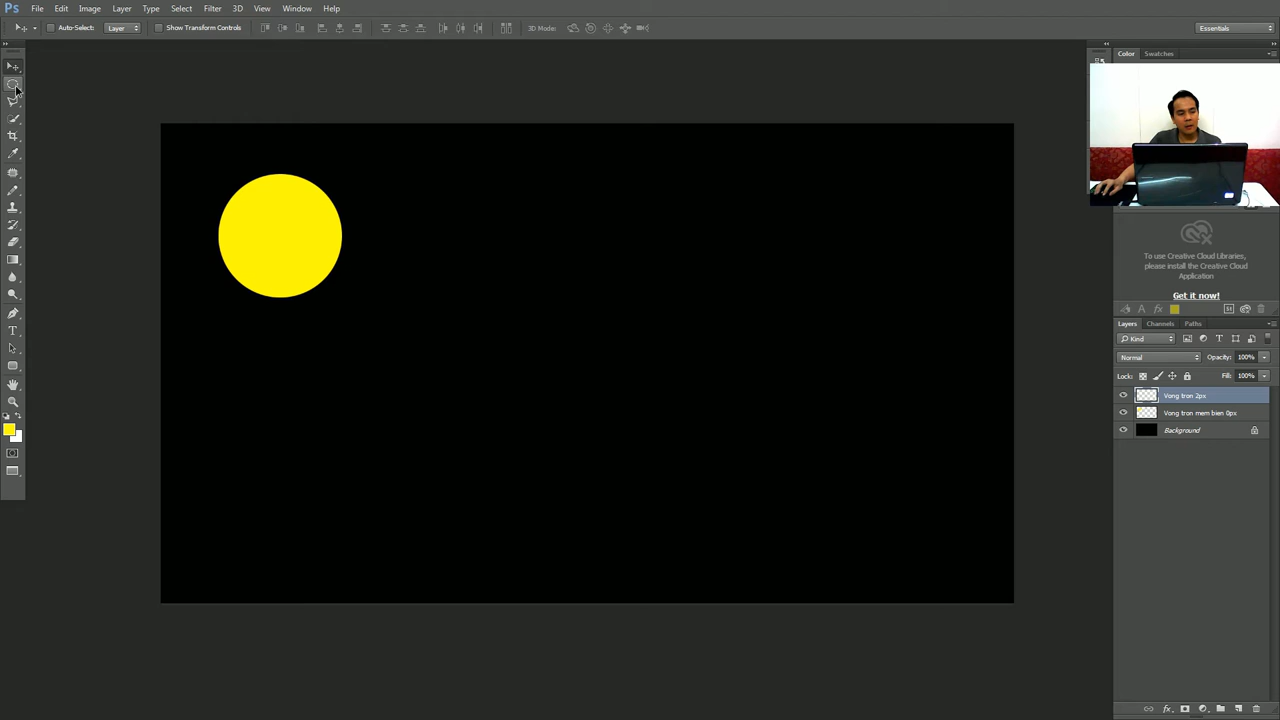 Ps File Edit Image Layer Type Select Filter 3D View Window Help
Auto-Select: Layer Show Transform Controls 3D Mode: Essentials
Color Swatches
To use Creative Cloud Libraries,
please install the Creative Cloud
Application
Get it now!
Layers Channels Paths
Kind
Normal Opacity: 100%
Lock: Fill: 100%
Vong tron 2px
Vong tron mem bien 0px
Background